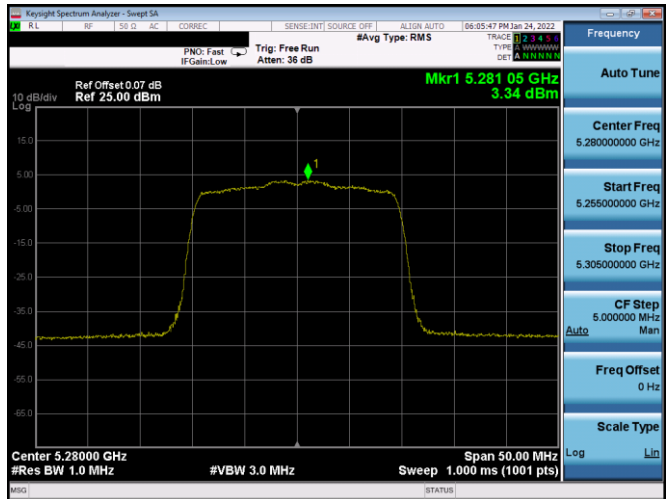 Keysight Spectrum Analyzer - Swept SA
RL RF 50 Ω AC CORREC SENSE:INT SOURCE OFF ALIGN AUTO 06:05:47 PM Jan 24, 2022
#Avg Type: RMS
TRACE 1 2 3 4 5 6
PNO: Fast Trig: Free Run
TYPE A WWWWW
IFGain:Low Atten: 36 dB
DET A N N N N N
Ref Offset 0.07 dB
Mkr1 5.281 05 GHz
10 dB/div Ref 25.00 dBm
3.34 dBm
Log
15.0
5.00
-5.00
-15.0
-25.0
-35.0
-45.0
-55.0
-65.0
1
Center 5.28000 GHz
Span 50.00 MHz
#Res BW 1.0 MHz
#VBW 3.0 MHz
Sweep 1.000 ms (1001 pts)
MSG
STATUS
Frequency
Auto Tune
Center Freq
5.280000000 GHz
Start Freq
5.255000000 GHz
Stop Freq
5.305000000 GHz
CF Step
5.000000 MHz
Auto Man
Freq Offset
0 Hz
Scale Type
Log Lin